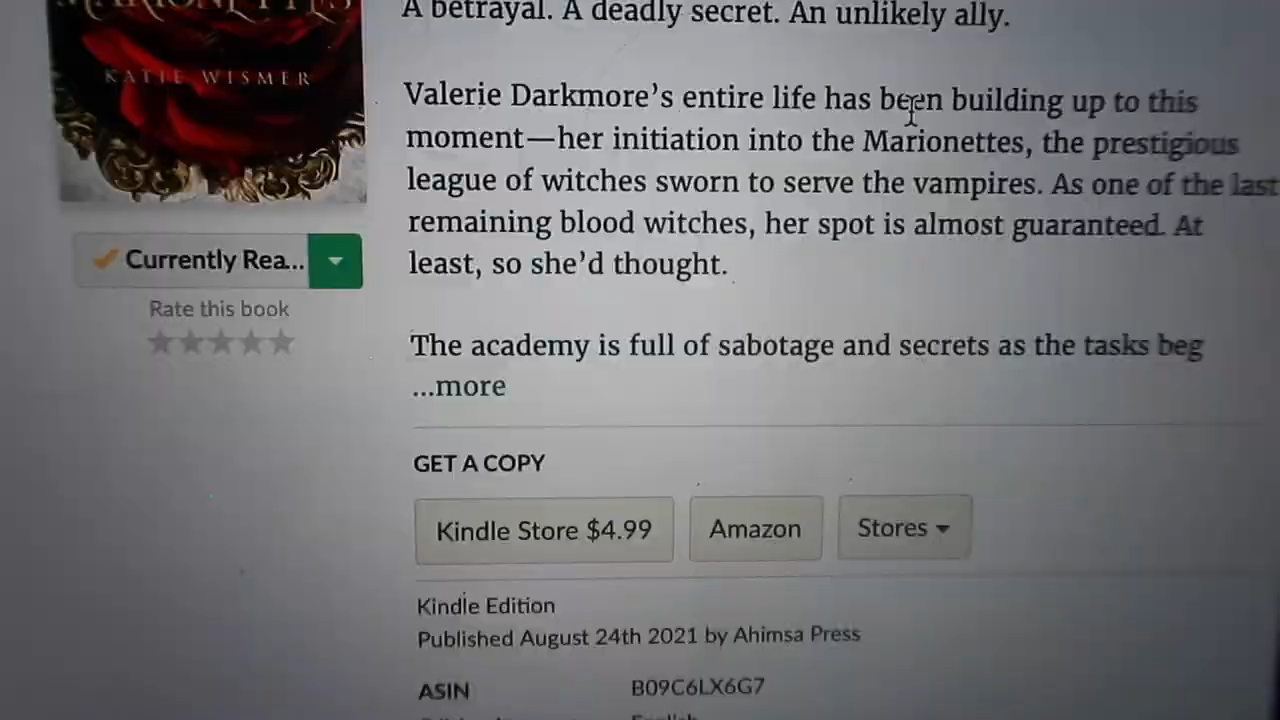 MARIONETTES
KATIE WISMER
Currently Rea...
Rate this book
A betrayal. A deadly secret. An unlikely ally.
Valerie Darkmore’s entire life has been building up to this
moment—her initiation into the Marionettes, the prestigious
league of witches sworn to serve the vampires. As one of the last
remaining blood witches, her spot is almost guaranteed. At
least, so she’d thought.
The academy is full of sabotage and secrets as the tasks beg
...more
GET A COPY
Kindle Store $4.99
Amazon
Stores
Kindle Edition
Published August 24th 2021 by Ahimsa Press
ASIN
B09C6LX6G7
English